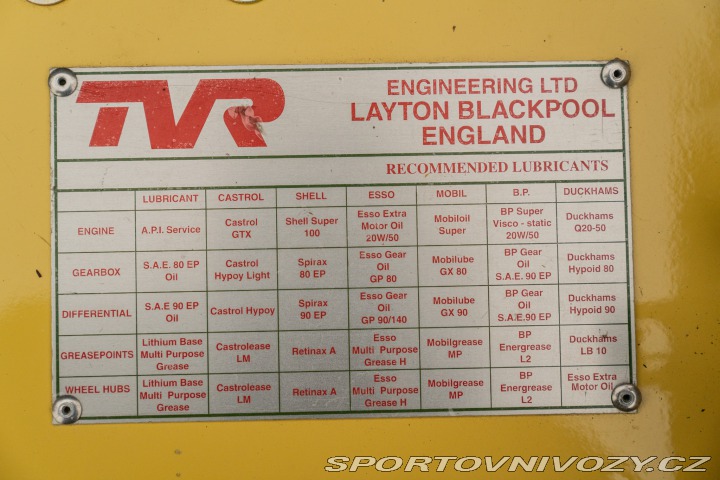 TVR
ENGINEERING LTD
LAYTON BLACKPOOL
ENGLAND
RECOMMENDED LUBRICANTS
LUBRICANT CASTROL SHELL ESSO MOBIL B.P. DUCKHAMS
ENGINE
A.P.I. Service
Castrol
GTX
Shell Super
100
Esso Extra
Motor Oil
20W/50
Mobiloil
Super
BP Super
Visco - static
20W/50
Duckhams
Q20-50
GEARBOX
S.A.E. 80 EP
Oil
Castrol
Hypoy Light
Spirax
80 EP
Esso Gear
Oil
GP 80
Mobilube
GX 80
BP Gear
Oil
S.A.E. 90 EP
Duckhams
Hypoid 80
DIFFERENTIAL
S.A.E 90 EP
Oil
Castrol Hypoy
Spirax
90 EP
Esso Gear
Oil
GP 90/140
Mobilube
GX 90
BP Gear
Oil
S.A.E.90 EP
Duckhams
Hypoid 90
GREASEPOINTS
Lithium Base
Multi Purpose
Grease
Castrolease
LM
Retinax A
Esso
Multi Purpose
Grease H
Mobilgrease
MP
BP
Energrease
L2
Duckhams
LB 10
WHEEL HUBS
Lithium Base
Multi Purpose
Grease
Castrolease
LM
Retinax A
Esso
Multi Purpose
Grease H
Mobilgrease
MP
BP
Energrease
L2
Esso Extra
Motor Oil
SPORTOVNIVOZY.CZ